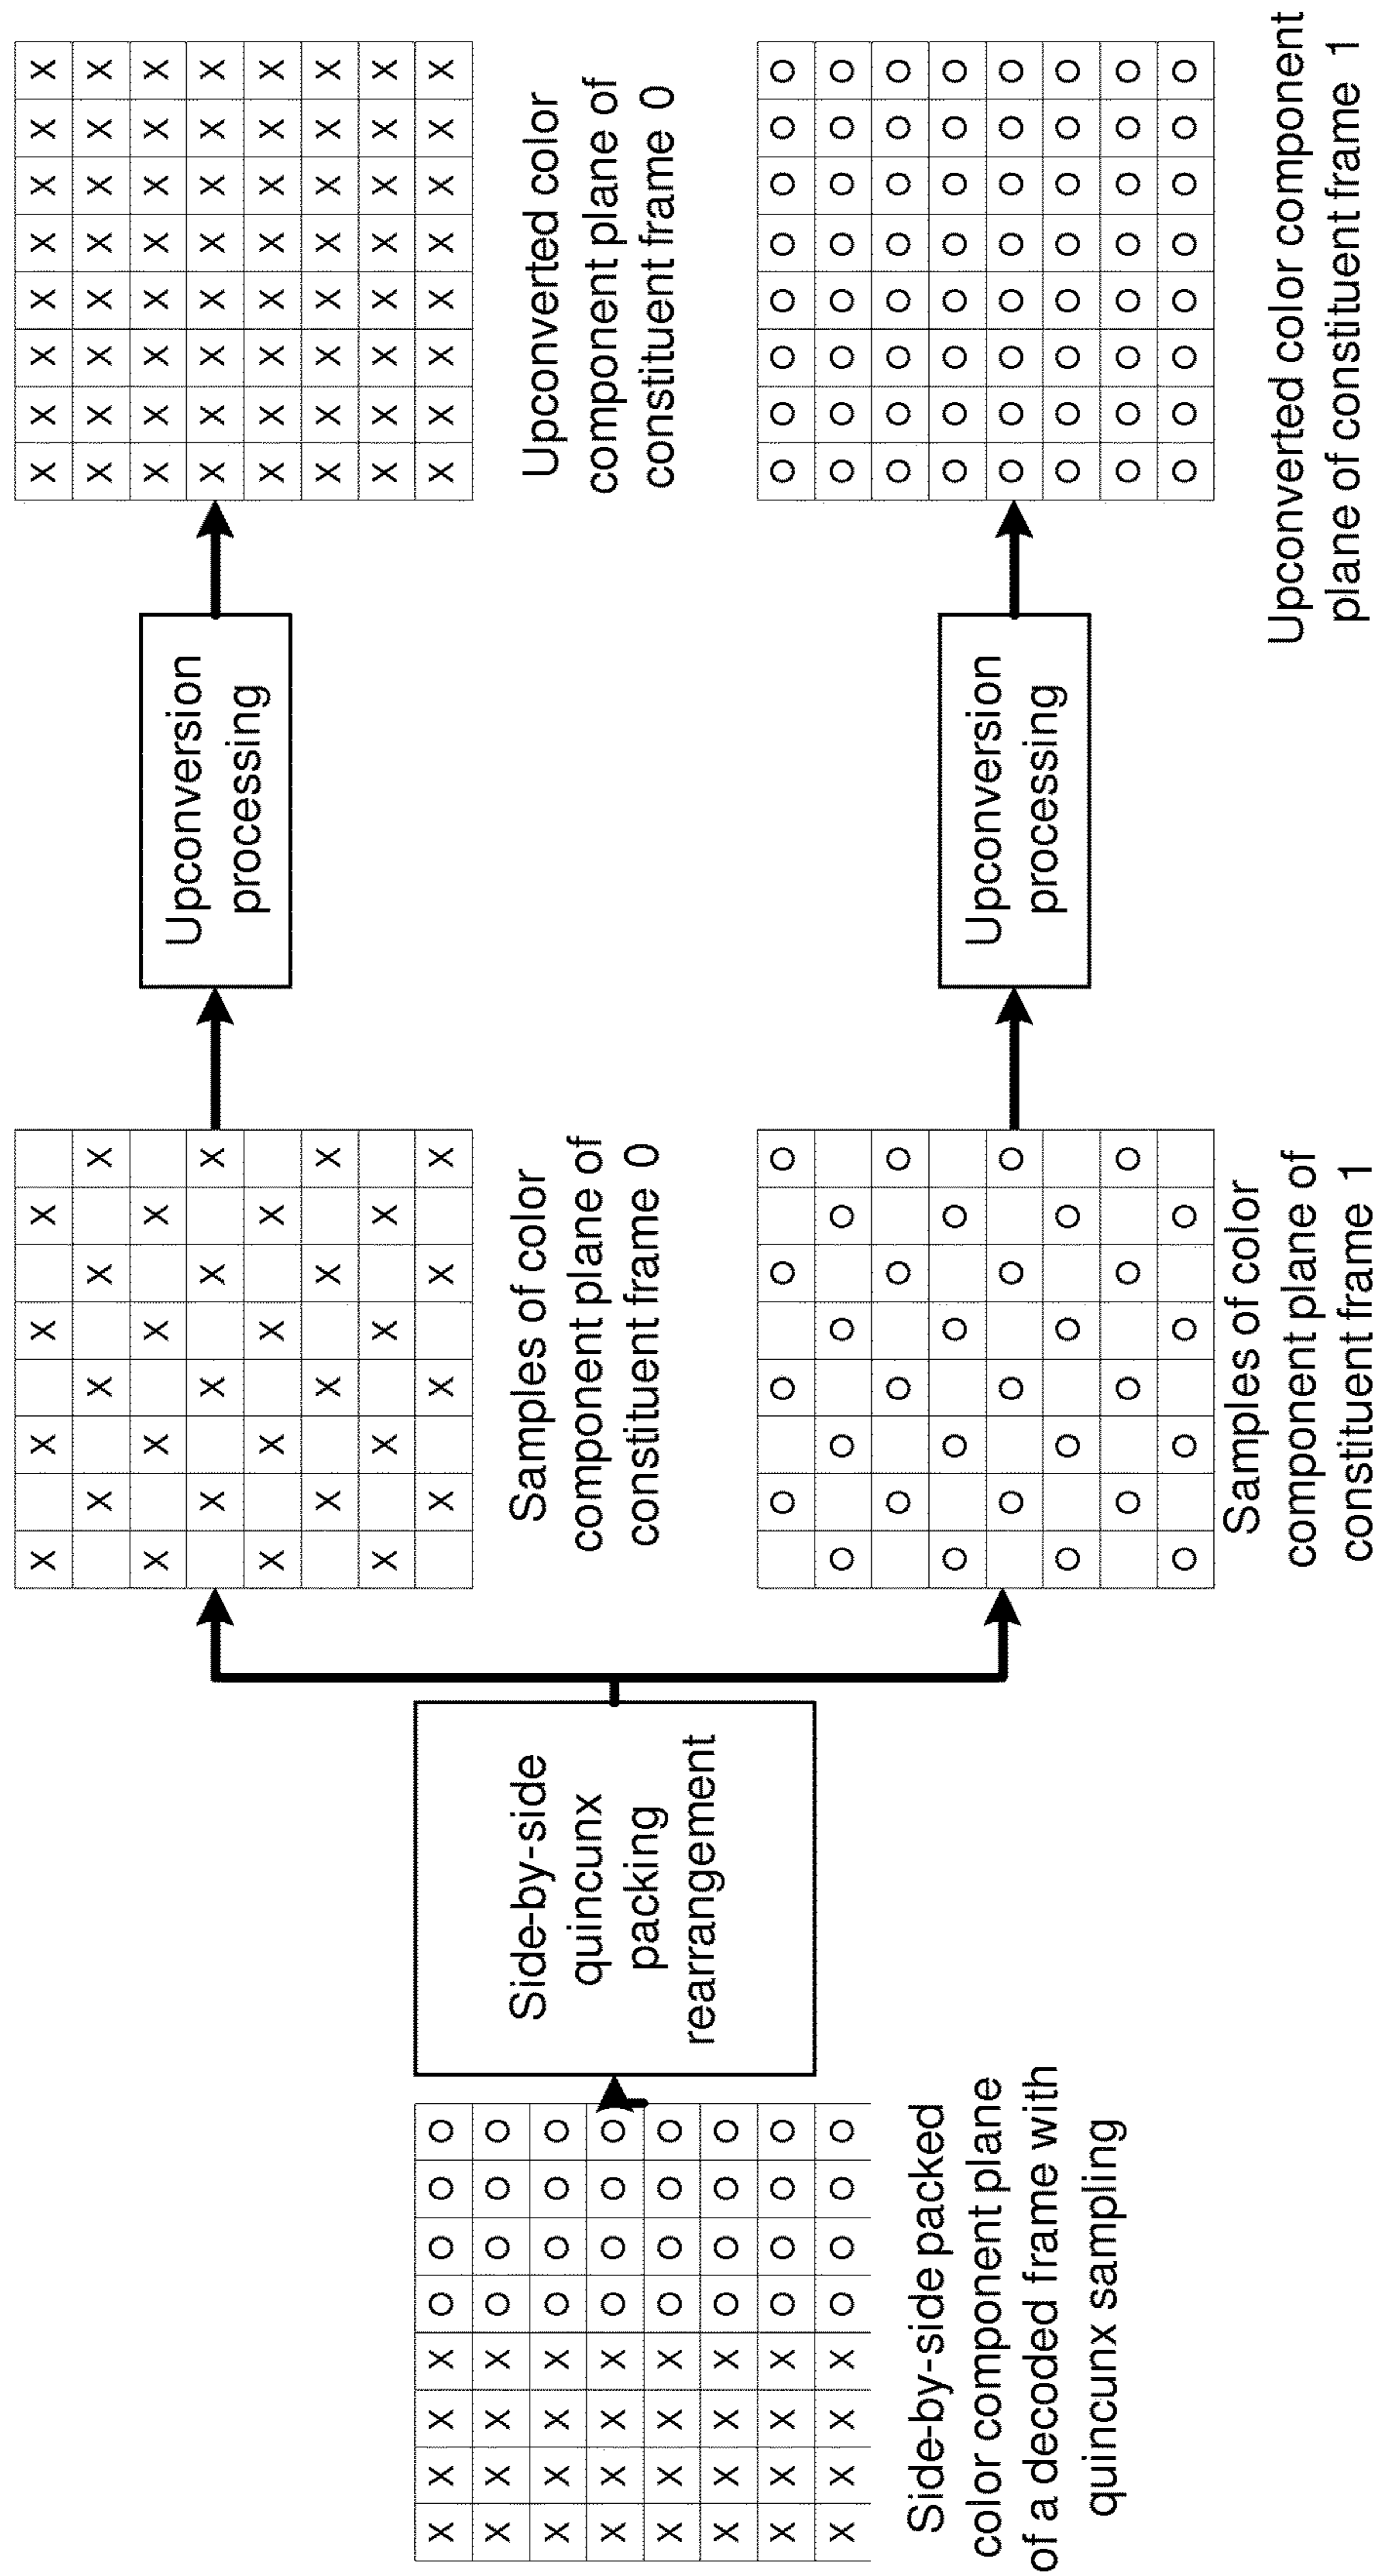 Side-by-side packed
color component plane
of a decoded frame with
quincunx sampling
Side-by-side
quincunx
packing
rearrangement
Samples of color
component plane of
constituent frame 0
Upconversion
processing
Upconverted color
component plane of
constituent frame 0
Samples of color
component plane of
constituent frame 1
Upconversion
processing
Upconverted color component
plane of constituent frame 1